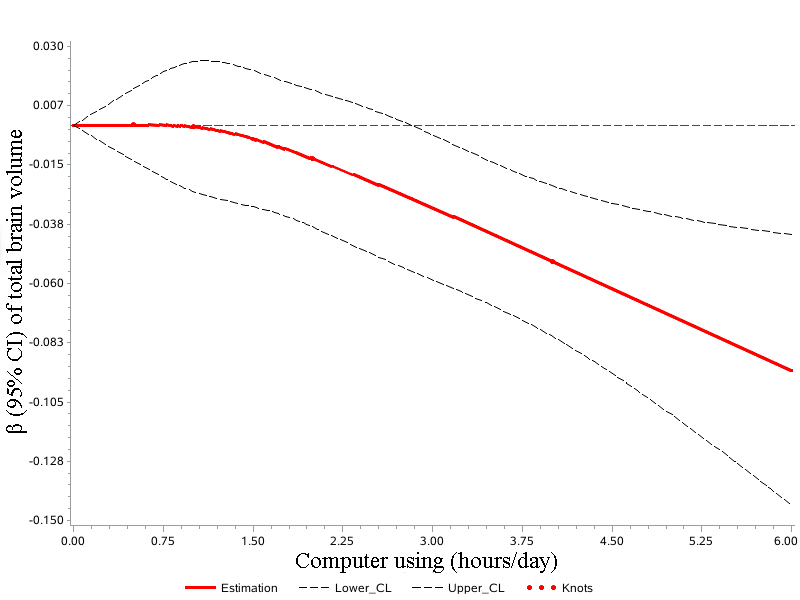 β (95% CI) of total brain volume
0.030
0.007
-0.015
-0.038
-0.060
-0.083
-0.105
-0.128
-0.150
0.00 0.75 1.50 2.25 3.00 3.75 4.50 5.25 6.00
Computer using (hours/day)
Estimation Lower_CL Upper_CL Knots